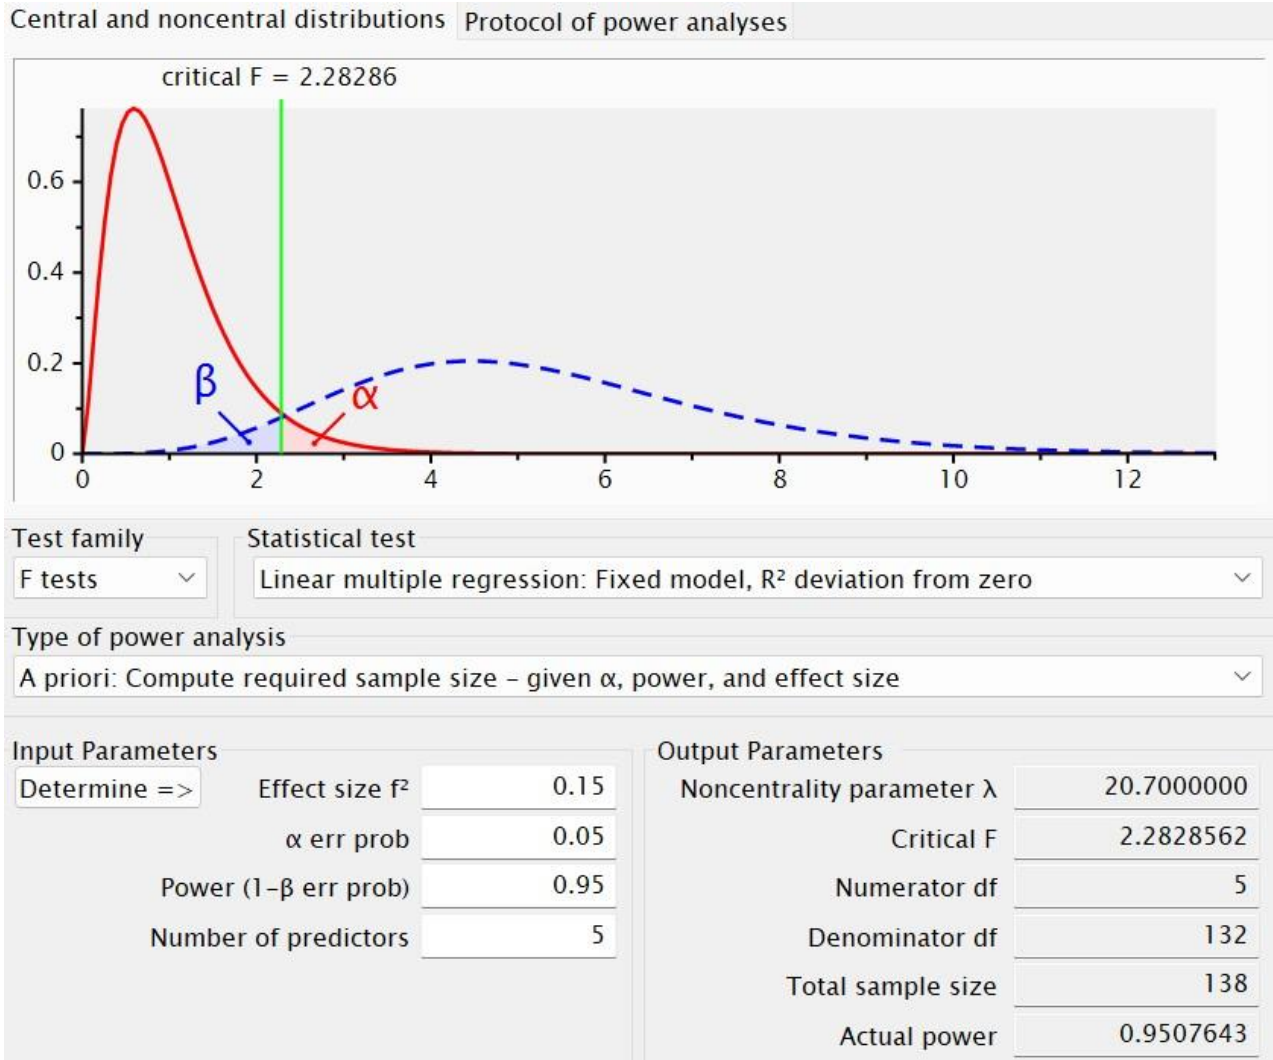 Central and noncentral distributions Protocol of power analyses
critical F = 2.28286
0.6
0.4
0.2
β α
0
0 2 4 6 8 10 12
Test family Statistical test
F tests Linear multiple regression: Fixed model, R² deviation from zero
Type of power analysis
A priori: Compute required sample size – given α, power, and effect size
Input Parameters Output Parameters
Determine => Effect size f² 0.15 Noncentrality parameter λ 20.7000000
α err prob 0.05 Critical F 2.2828562
Power (1–β err prob) 0.95 Numerator df 5
Number of predictors 5 Denominator df 132
Total sample size 138
Actual power 0.9507643